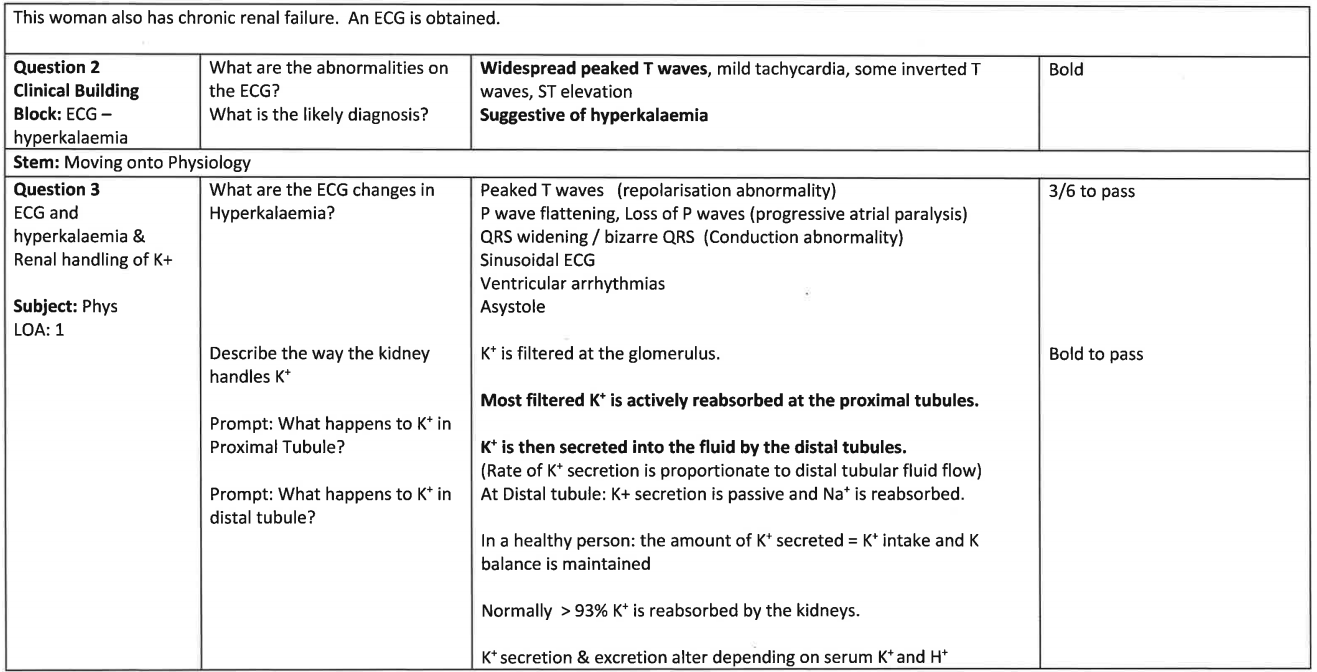 This woman also has chronic renal failure. An ECG is obtained.
Question 2
Clinical Building
Block: ECG –
hyperkalaemia
What are the abnormalities on
the ECG?
What is the likely diagnosis?
Widespread peaked T waves, mild tachycardia, some inverted T
waves, ST elevation
Suggestive of hyperkalaemia
Bold
Stem: Moving onto Physiology
Question 3
ECG and
hyperkalaemia &
Renal handling of K+
Subject: Phys
LOA: 1
What are the ECG changes in
Hyperkalaemia?
Peaked T waves (repolarisation abnormality)
P wave flattening, Loss of P waves (progressive atrial paralysis)
QRS widening / bizarre QRS (Conduction abnormality)
Sinusoidal ECG
Ventricular arrhythmias
Asystole
3/6 to pass
Describe the way the kidney
handles K⁺
Prompt: What happens to K⁺ in
Proximal Tubule?
Prompt: What happens to K⁺ in
distal tubule?
K⁺ is filtered at the glomerulus.
Most filtered K⁺ is actively reabsorbed at the proximal tubules.
K⁺ is then secreted into the fluid by the distal tubules.
(Rate of K⁺ secretion is proportionate to distal tubular fluid flow)
At Distal tubule: K+ secretion is passive and Na⁺ is reabsorbed.
In a healthy person: the amount of K⁺ secreted = K⁺ intake and K
balance is maintained
Normally > 93% K⁺ is reabsorbed by the kidneys.
K⁺ secretion & excretion alter depending on serum K⁺ and H⁺
Bold to pass